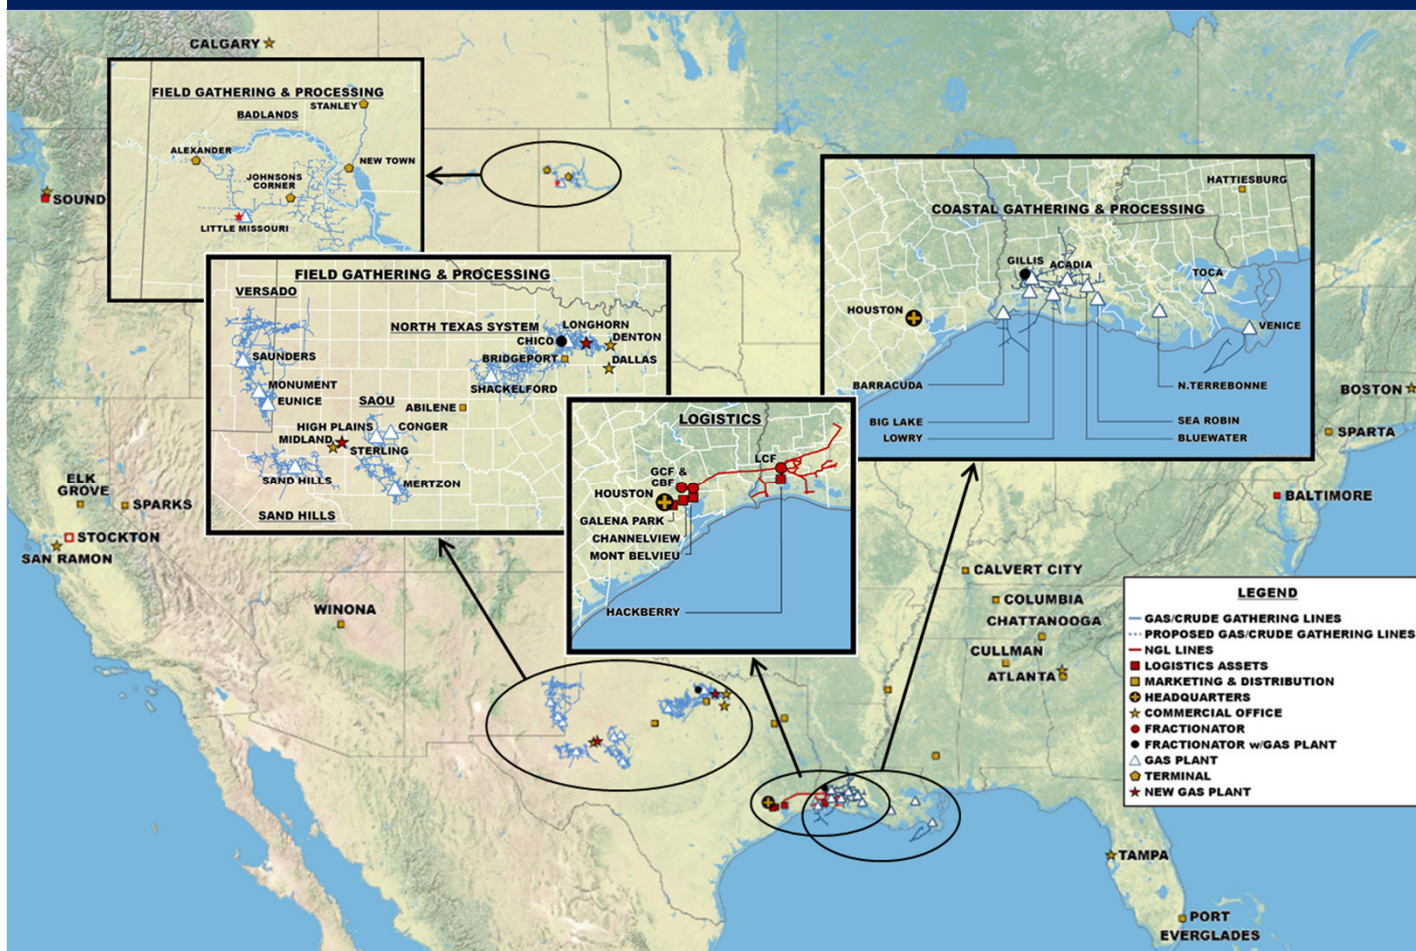 CALGARY
FIELD GATHERING & PROCESSING
BADLANDS
STANLEY
ALEXANDER
NEW TOWN
JOHNSONS
CORNER
LITTLE MISSOURI
SOUND
FIELD GATHERING & PROCESSING
VERSADO
NORTH TEXAS SYSTEM
LONGHORN
CHICO
DENTON
BRIDGEPORT
DALLAS
SAUNDERS
SHACKELFORD
MONUMENT
EUNICE
SAOU
ABILENE
HIGH PLAINS
CONGER
MIDLAND
STERLING
SAND HILLS
MERTZON
SAND HILLS
COASTAL GATHERING & PROCESSING
HATTIESBURG
GILLIS
ACADIA
TOCA
HOUSTON
VENICE
BARRACUDA
N.TERREBONNE
BIG LAKE
SEA ROBIN
LOWRY
BLUEWATER
LOGISTICS
LCF
GCF &
CBF
HOUSTON
GALENA PARK
CHANNELVIEW
MONT BELVIEU
HACKBERRY
BOSTON
SPARTA
BALTIMORE
ELK
GROVE
SPARKS
STOCKTON
SAN RAMON
WINONA
CALVERT CITY
COLUMBIA
CHATTANOOGA
CULLMAN
ATLANTA
TAMPA
PORT
EVERGLADES
LEGEND
GAS/CRUDE GATHERING LINES
PROPOSED GAS/CRUDE GATHERING LINES
NGL LINES
LOGISTICS ASSETS
MARKETING & DISTRIBUTION
HEADQUARTERS
COMMERCIAL OFFICE
FRACTIONATOR
FRACTIONATOR w/GAS PLANT
GAS PLANT
TERMINAL
NEW GAS PLANT